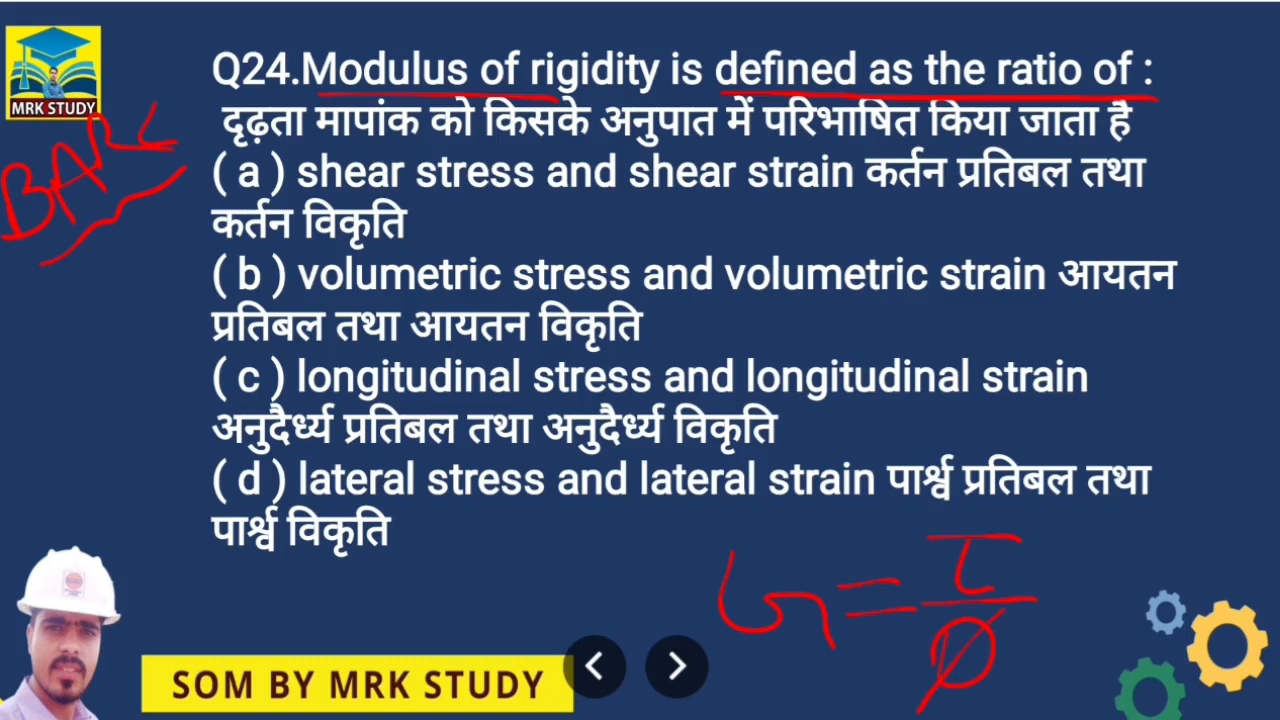 MRK STUDY
BARC
Q24.Modulus of rigidity is defined as the ratio of :
दृढ़ता मापांक को किसके अनुपात में परिभाषित किया जाता है
( a ) shear stress and shear strain कर्तन प्रतिबल तथा
कर्तन विकृति
( b ) volumetric stress and volumetric strain आयतन
प्रतिबल तथा आयतन विकृति
( c ) longitudinal stress and longitudinal strain
अनुदैर्ध्य प्रतिबल तथा अनुदैर्ध्य विकृति
( d ) lateral stress and lateral strain पार्श्व प्रतिबल तथा
पार्श्व विकृति
G = τ / φ
SOM BY MRK STUDY